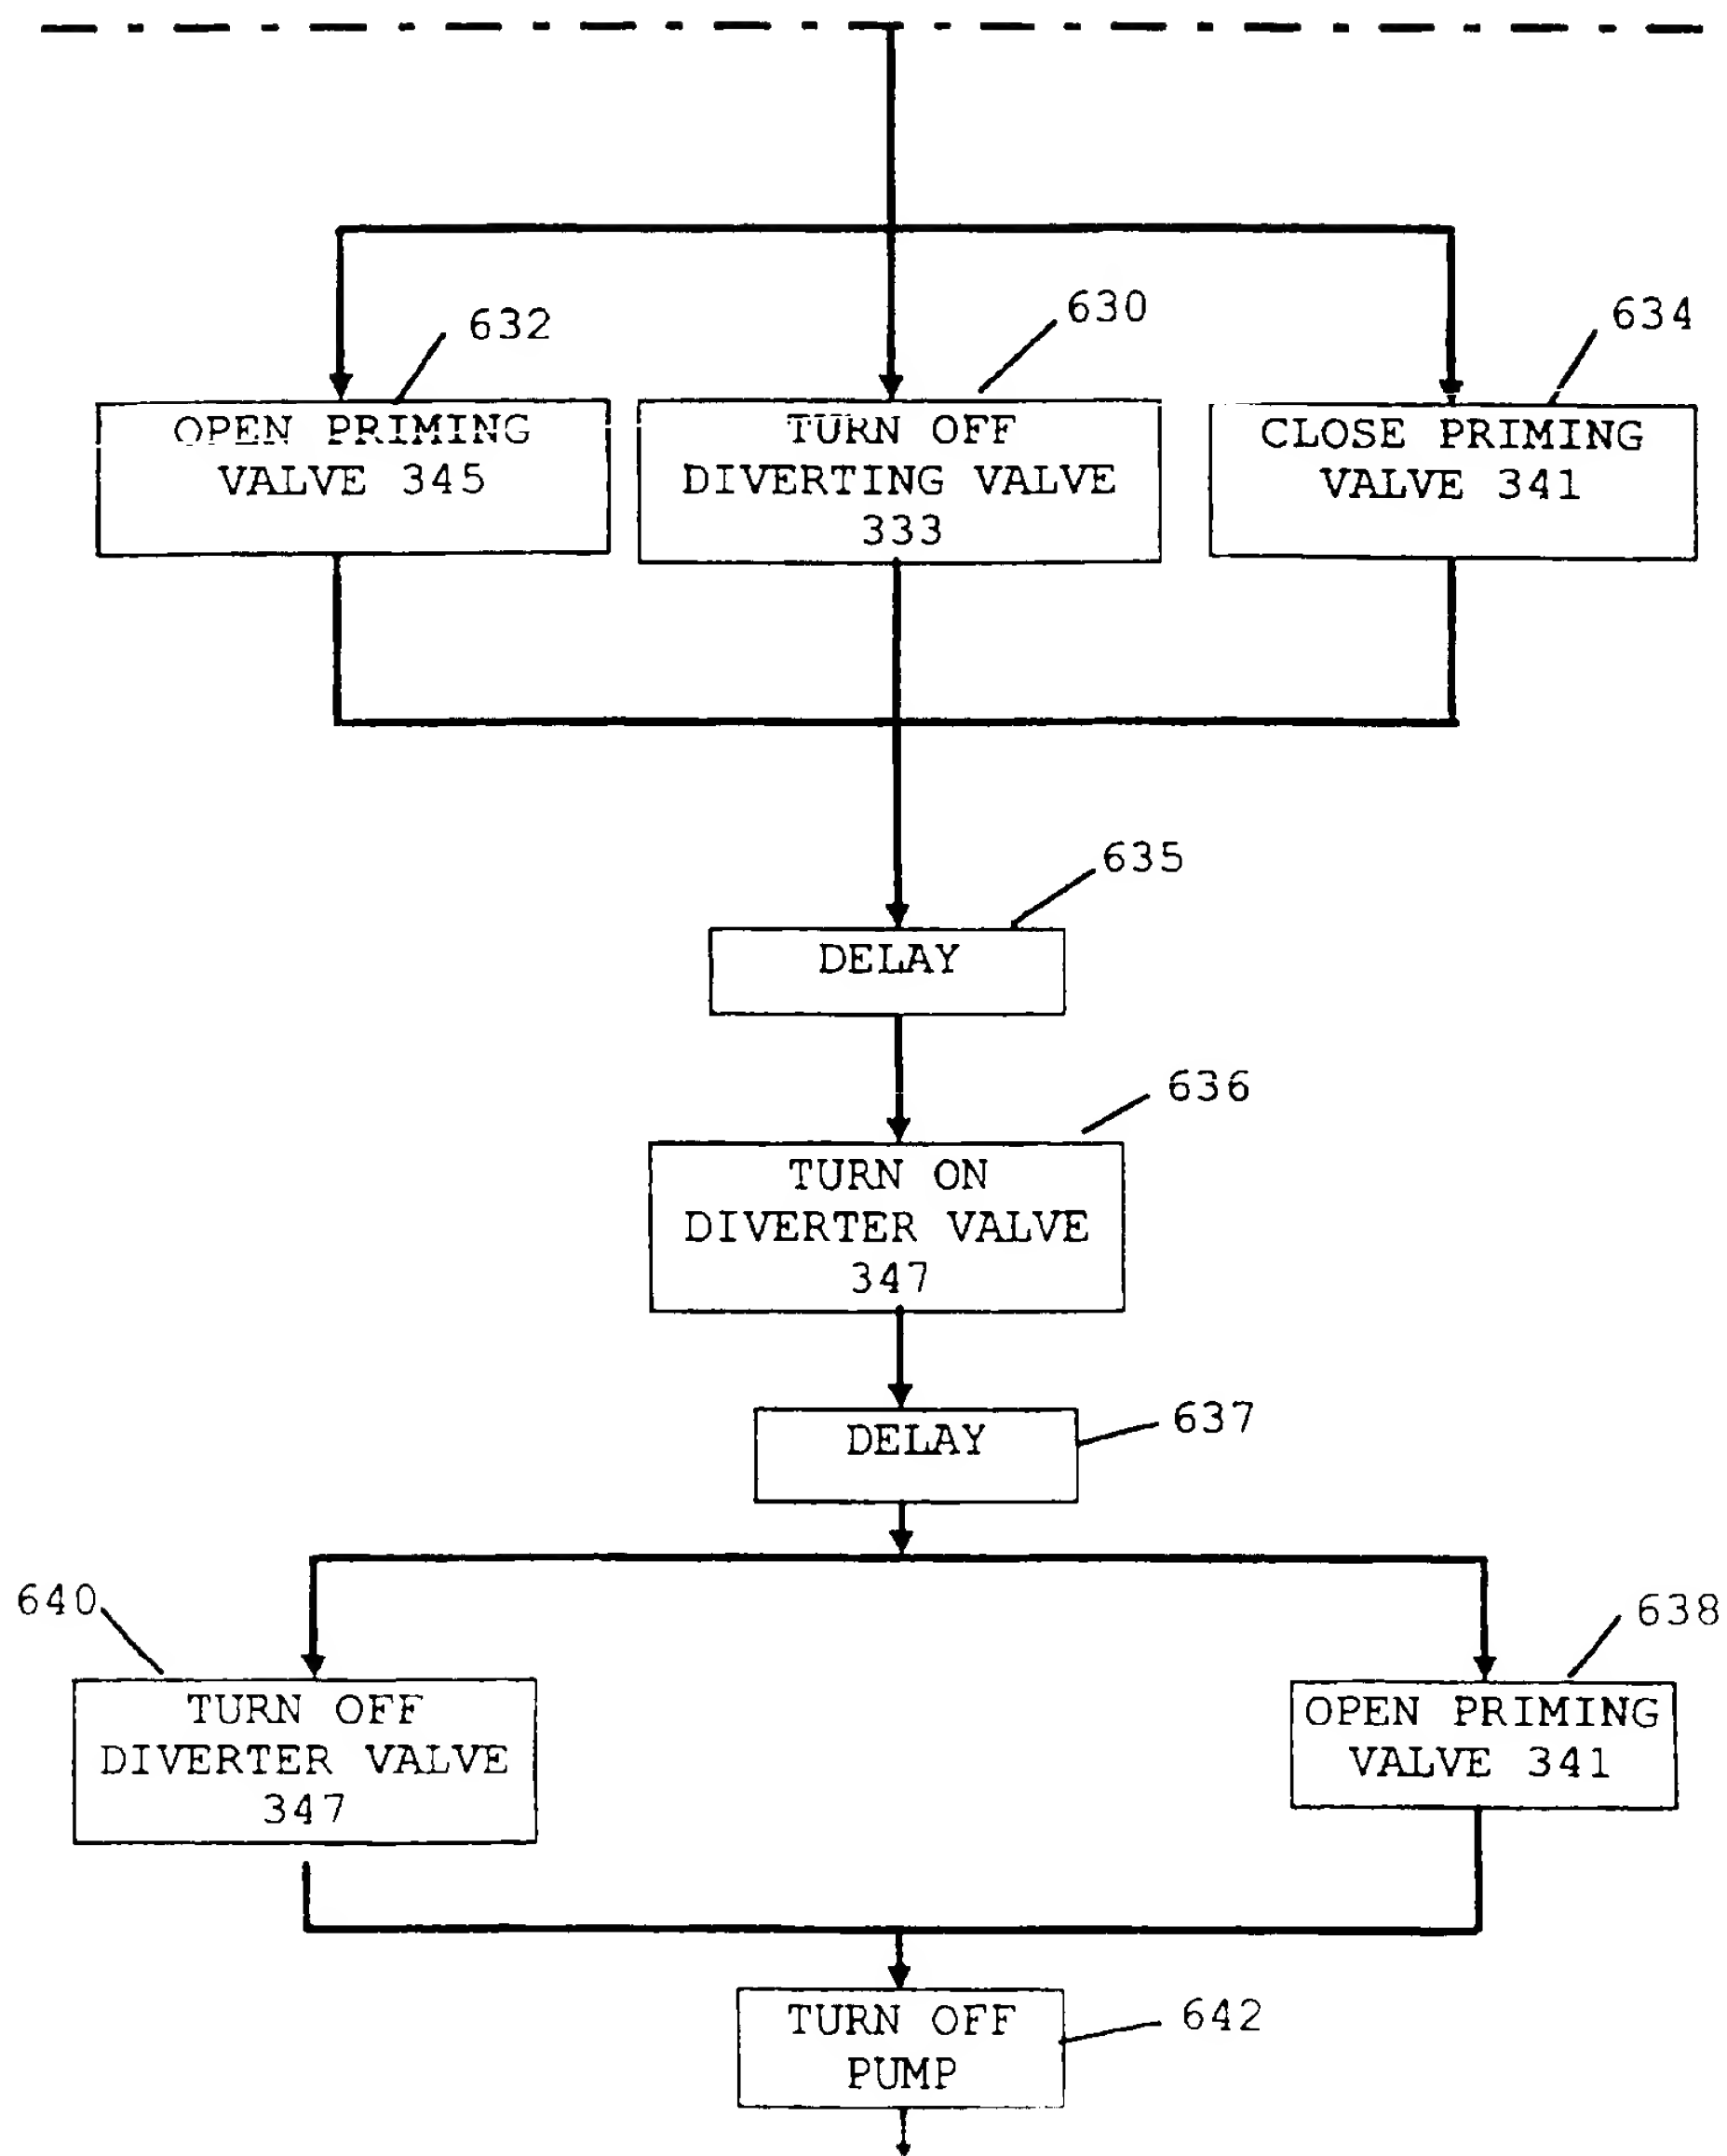 632
630
634
OPEN PRIMING
VALVE 345
TURN OFF
DIVERTING VALVE
333
CLOSE PRIMING
VALVE 341
635
DELAY
636
TURN ON
DIVERTER VALVE
347
637
DELAY
640
638
TURN OFF
DIVERTER VALVE
347
OPEN PRIMING
VALVE 341
642
TURN OFF
PUMP